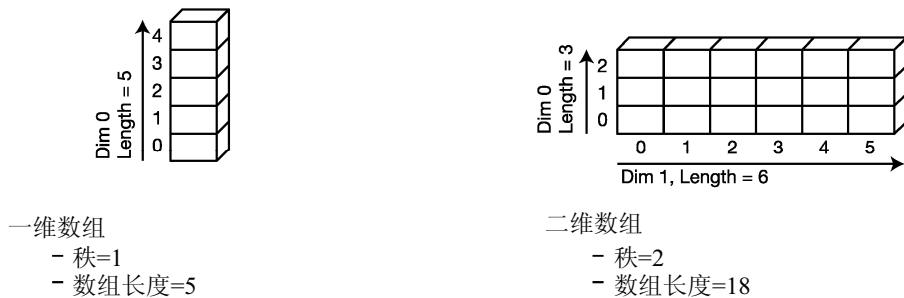 Dim 0
Length = 5
4
3
2
1
0
一维数组
- 秩=1
- 数组长度=5
Dim 0
Length = 3
2
1
0
0 1 2 3 4 5
Dim 1, Length = 6
二维数组
- 秩=2
- 数组长度=18